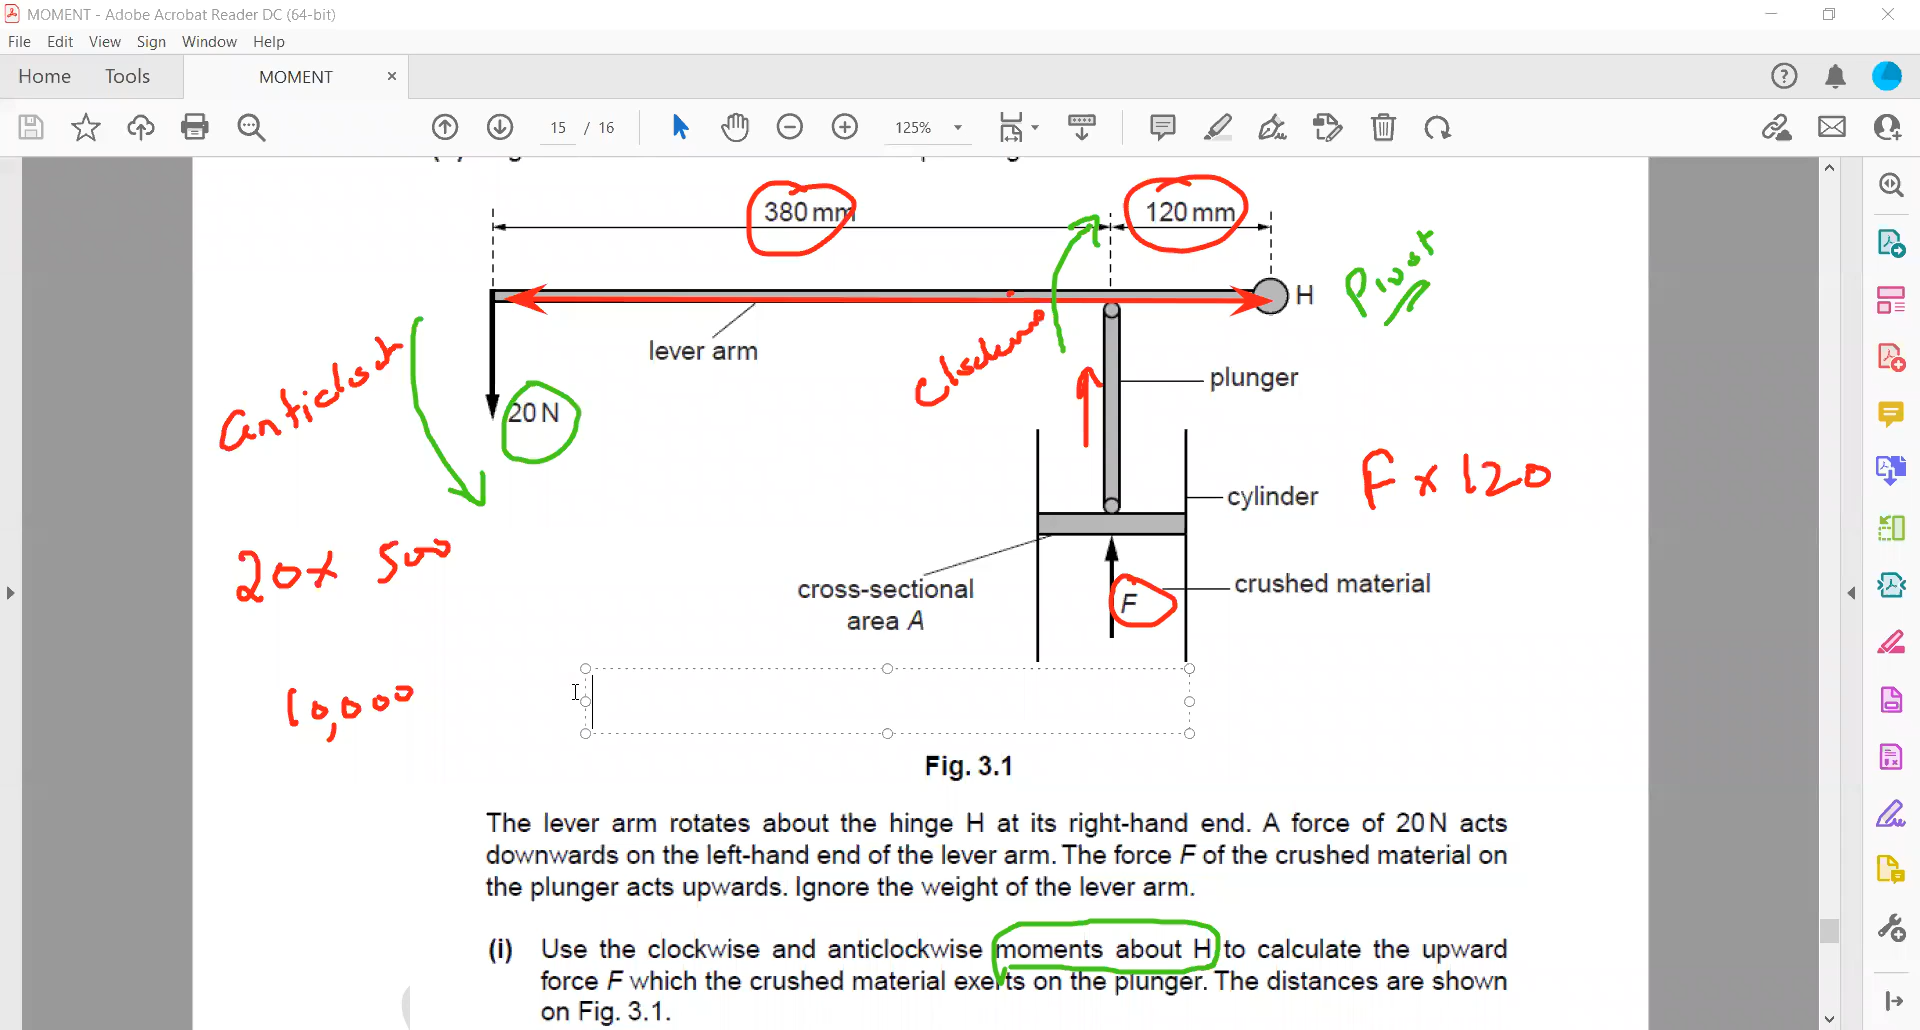 MOMENT - Adobe Acrobat Reader DC (64-bit)
File Edit View Sign Window Help
Home Tools MOMENT ×
15 / 16 125%
380 mm 120 mm
H
Pivot
lever arm
Clockwise
plunger
Anticlock
20 N
F x 120
cylinder
20 x 500
cross-sectional
area A
F
crushed material
10,000
Fig. 3.1
The lever arm rotates about the hinge H at its right-hand end. A force of 20 N acts
downwards on the left-hand end of the lever arm. The force F of the crushed material on
the plunger acts upwards. Ignore the weight of the lever arm.
(i) Use the clockwise and anticlockwise moments about H to calculate the upward
force F which the crushed material exerts on the plunger. The distances are shown
on Fig. 3.1.